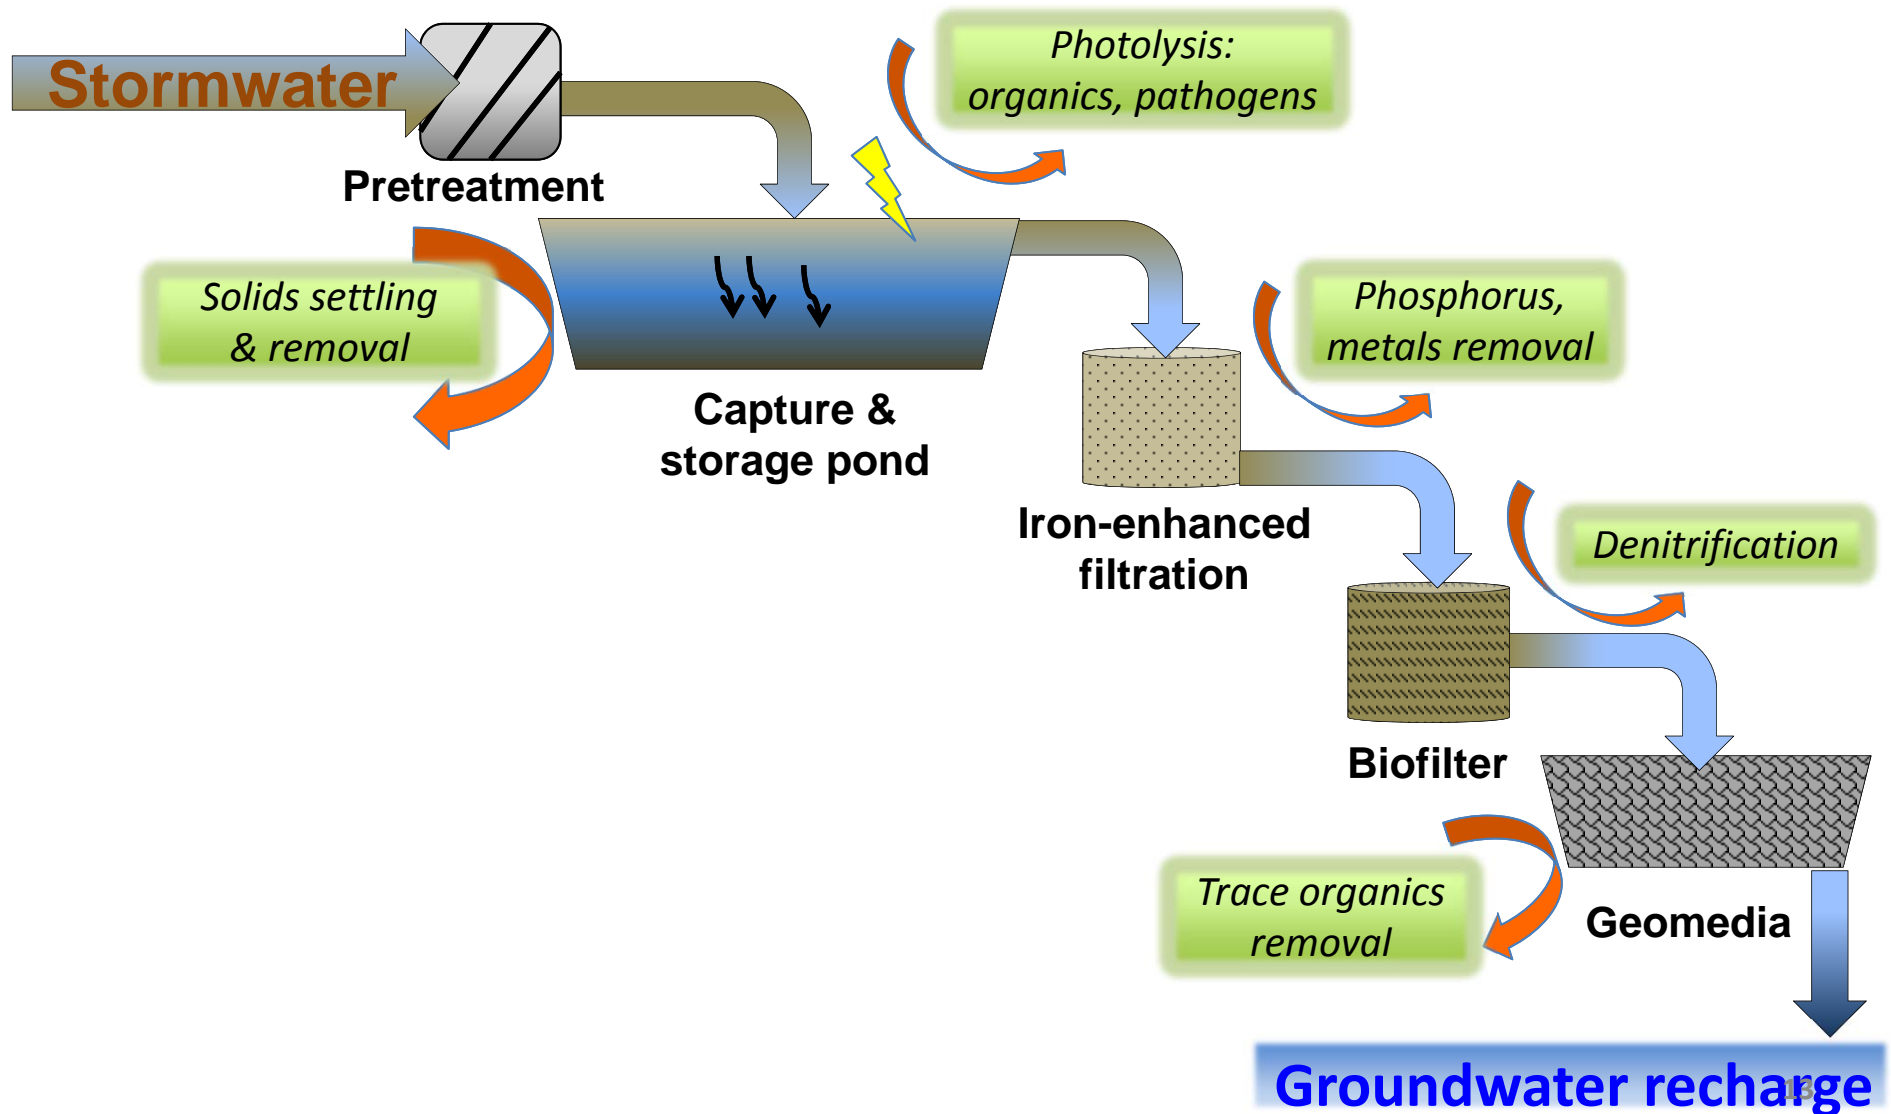 Stormwater
Photolysis:
organics, pathogens
Pretreatment
Solids settling
& removal
Phosphorus,
metals removal
Capture &
storage pond
Iron-enhanced
filtration
Denitrification
Biofilter
Trace organics
removal
Geomedia
Groundwater recharge
13